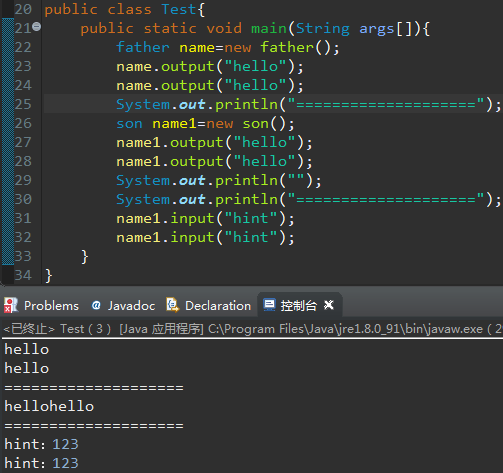 20 public class Test{
21 public static void main(String args[]){
22 father name=new father();
23 name.output("hello");
24 name.output("hello");
25 System.out.println("====================");
26 son name1=new son();
27 name1.output("hello");
28 name1.output("hello");
29 System.out.println("");
30 System.out.println("====================");
31 name1.input("hint");
32 name1.input("hint");
33 }
34 }
Problems @ Javadoc Declaration 控制台
<已终止> Test ( 3 ) [Java 应用程序] C:\Program Files\Java\jre1.8.0_91\bin\javaw.exe ( 2
hello
hello
====================
hellohello
====================
hint: 123
hint: 123